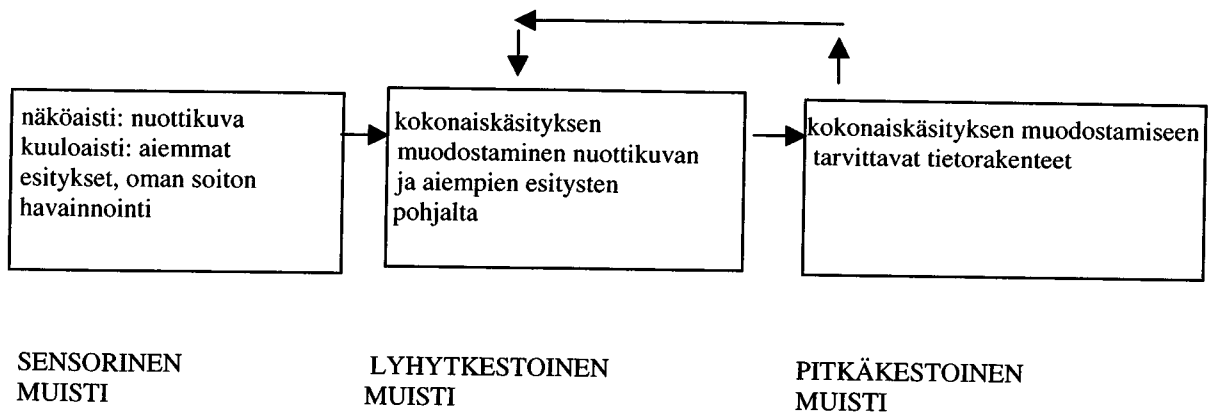 näköaisti: nuottikuva
kuuloaisti: aiemmat
esitykset, oman soiton
havainnointi
kokonaiskäsityksen
muodostaminen nuottikuvan
ja aiempien esitysten
pohjalta
kokonaiskäsityksen muodostamiseen
tarvittavat tietorakenteet
SENSORINEN
MUISTI
LYHYTKESTOINEN
MUISTI
PITKÄKESTOINEN
MUISTI